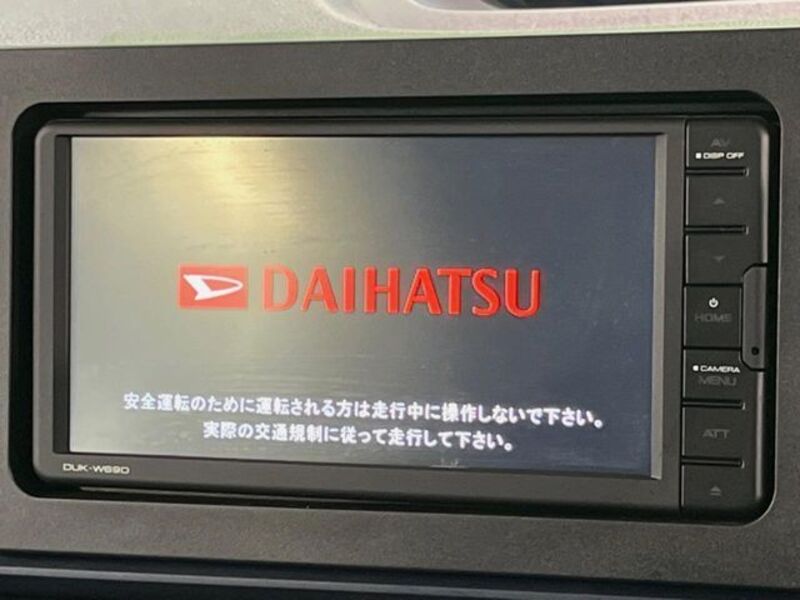 AV
DISP OFF
DAIHATSU
HOME
CAMERA
MENU
安全運転のために運転される方は走行中に操作しないで下さい。
実際の交通規制に従って走行して下さい。
ATT
DUK-W69D